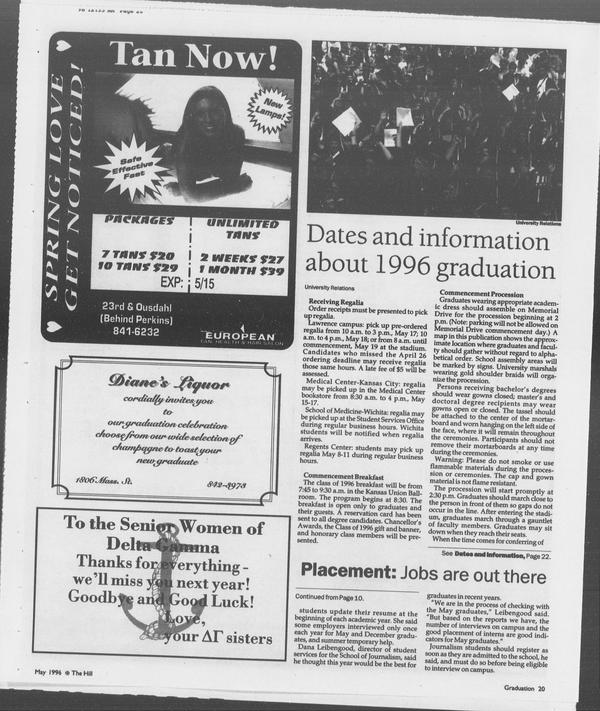 Tan Now!
SPRING LOVE
GET NOTICED!
New
Lamps!
Safe
Effective
Fast
PACKAGES
7 TANS $20
10 TANS $29
UNLIMITED
TANS
2 WEEKS $27
1 MONTH $39
EXP: 5/15
23rd & Ousdahl
(Behind Perkins)
841-6232
EUROPEAN
TAN, HEALTH & HAIR SALON
Diane's Liquor
cordially invites you
to
our graduation celebration
choose from our wide selection of
champagne to toast your
new graduate
1806 Mass. St.
842-4973
To the Senior Women of
Delta Gamma
Thanks for everything -
we'll miss you next year!
Goodbye and Good Luck!
Love,
your ΔΓ sisters
University Relations
Dates and information
about 1996 graduation
University Relations
Receiving Regalia
Order receipts must be presented to pick
up regalia.
Lawrence campus: pick up pre-ordered
regalia from 10 a.m. to 3 p.m., May 17; 10
a.m. to 4 p.m., May 18; or from 8 a.m. until
commencement, May 19 at the stadium.
Candidates who missed the April 26
ordering deadline may receive regalia
those same hours. A late fee of $5 will be
assessed.
Medical Center-Kansas City: regalia
may be picked up in the Medical Center
bookstore from 8:30 a.m. to 4 p.m., May
15-17.
School of Medicine-Wichita: regalia may
be picked up at the Student Services Office
during regular business hours. Wichita
students will be notified when regalia
arrives.
Regents Center: students may pick up
regalia May 8-11 during regular business
hours.
Commencement Breakfast
The class of 1996 breakfast will be from
7:45 to 9:30 a.m. in the Kansas Union Ball-
room. The program begins at 8:30. The
breakfast is open only to graduates and
their guests. A reservation card has been
sent to all degree candidates. Chancellor's
Awards, the Class of 1996 gift and banner,
and honorary class members will be pre-
sented.
Commencement Procession
Graduates wearing appropriate academ-
ic dress should assemble on Memorial
Drive for the procession beginning at 2
p.m. (Note: parking will not be allowed on
Memorial Drive commencement day.) A
map in this publication shows the approx-
imate location where graduates and facul-
ty should gather without regard to alpha-
betical order. School assembly areas will
be marked by signs. University marshals
wearing gold shoulder braids will orga-
nize the procession.
Persons receiving bachelor's degrees
should wear gowns closed; master's and
doctoral degree recipients may wear
gowns open or closed. The tassel should
be attached to the center of the mortar-
board and worn hanging on the left side of
the face, where it will remain throughout
the ceremonies. Participants should not
remove their mortarboards at any time
during the ceremonies.
Warning: Please do not smoke or use
flammable materials during the proces-
sion or ceremonies. The cap and gown
material is not flame resistant.
The procession will start promptly at
2:30 p.m. Graduates should march close to
the person in front of them so gaps do not
occur in the line. After entering the stadi-
um, graduates march through a gauntlet
of faculty members. Graduates may sit
down when they reach their seats.
When the time comes for conferring of
See Dates and Information, Page 22.
Placement: Jobs are out there
Continued from Page 10.
students update their resume at the
beginning of each academic year. She said
some employers interviewed only once
each year for May and December gradu-
ates, and summer temporary help.
Dana Leibengood, director of student
services for the School of Journalism, said
he thought this year would be the best for
graduates in recent years.
"We are in the process of checking with
the May graduates," Leibengood said.
"But based on the reports we have, the
number of interviews on campus and the
good placement of interns are good indi-
cators for May graduates."
Journalism students should register as
soon as they are admitted to the school, he
said, and must do so before being eligible
to interview on campus.
May 1996 The Hill
Graduation 20